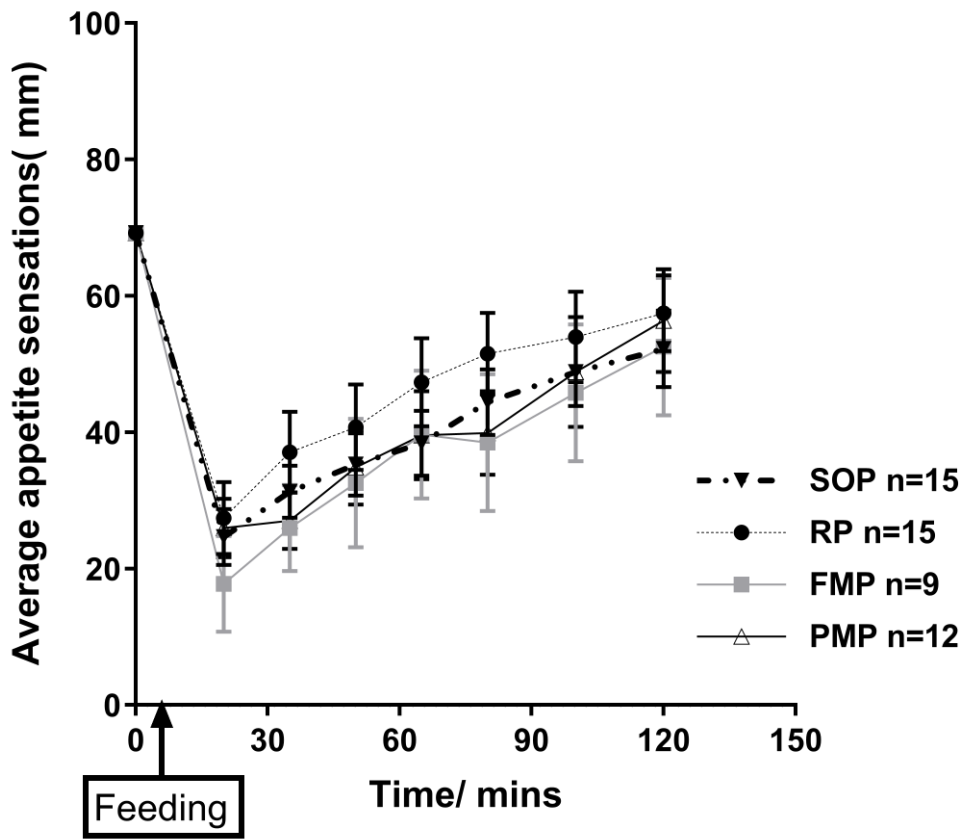 Average appetite sensations( mm)
100
80
60
40
20
0
0 30 60 90 120 150
Time/ mins
Feeding
SOP n=15
RP n=15
FMP n=9
PMP n=12